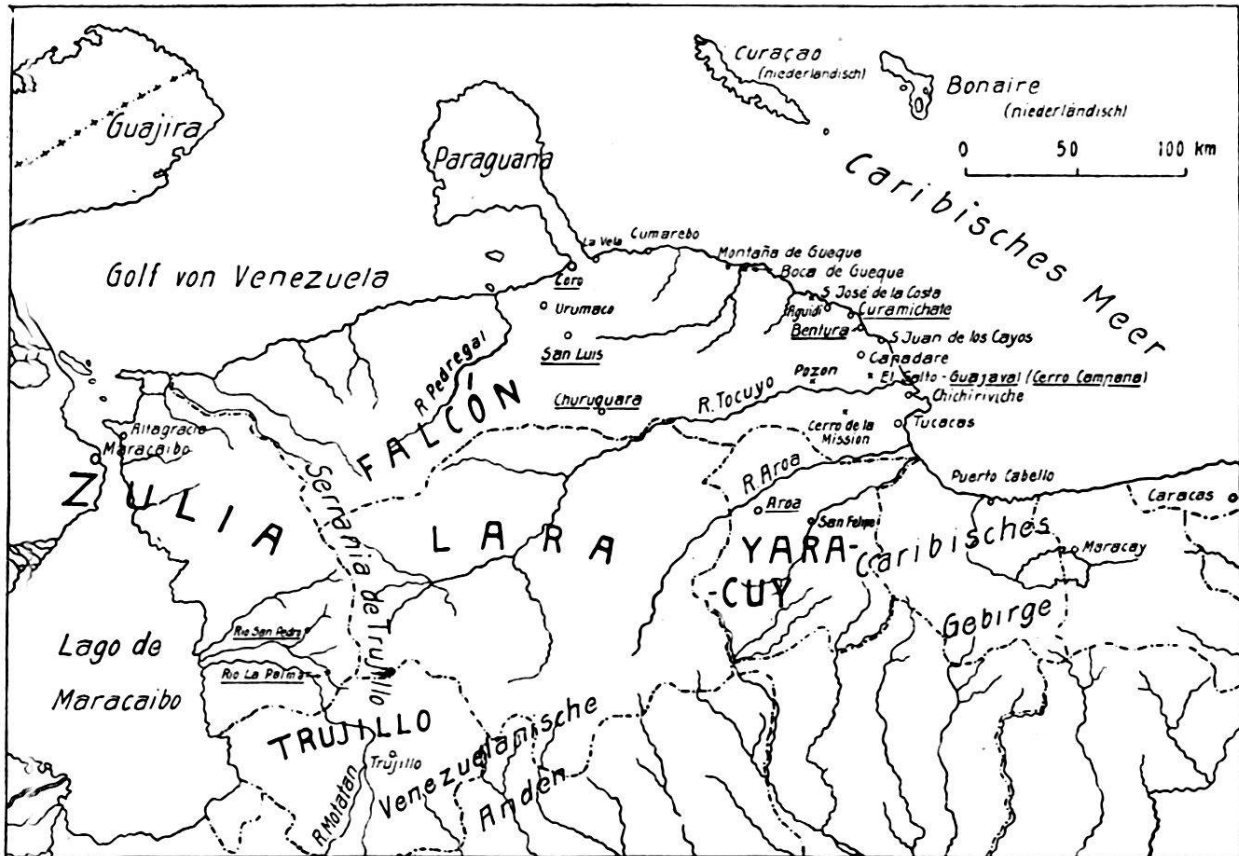 Curaçao
(niederländisch)
Bonaire
(niederländisch)
Guajira
Paraguana
0 50 100 km
Caribisches Meer
La Vela
Cumarebo
Golf von Venezuela
Montaña de Gueque
Boca de Gueque
Coro
S José de la Costa
Urumaco
Aguidi
Curamichate
Bentura
S Juan de los Cayos
San Luis
Capadare
R. Pedregal
Pozon
El Salto - Guajaval (Cerro Campana)
Churuguara
R. Tocuyo
Chichiriviche
FALCÓN
Cerro de la
Mission
Tucacas
Altagracia
Maracaibo
R. Aroa
Puerto Cabello
Caracas
ZULIA
Serrania de Trujillo
LARA
Aroa
San Felipe
YARA-
-CUY
Caribisches
Gebirge
Maracay
Rio San Pedro
Lago de
Maracaibo
Rio La Palma
TRUJILLO
Trujillo
R. Motatan
Venezuelanische
Anden